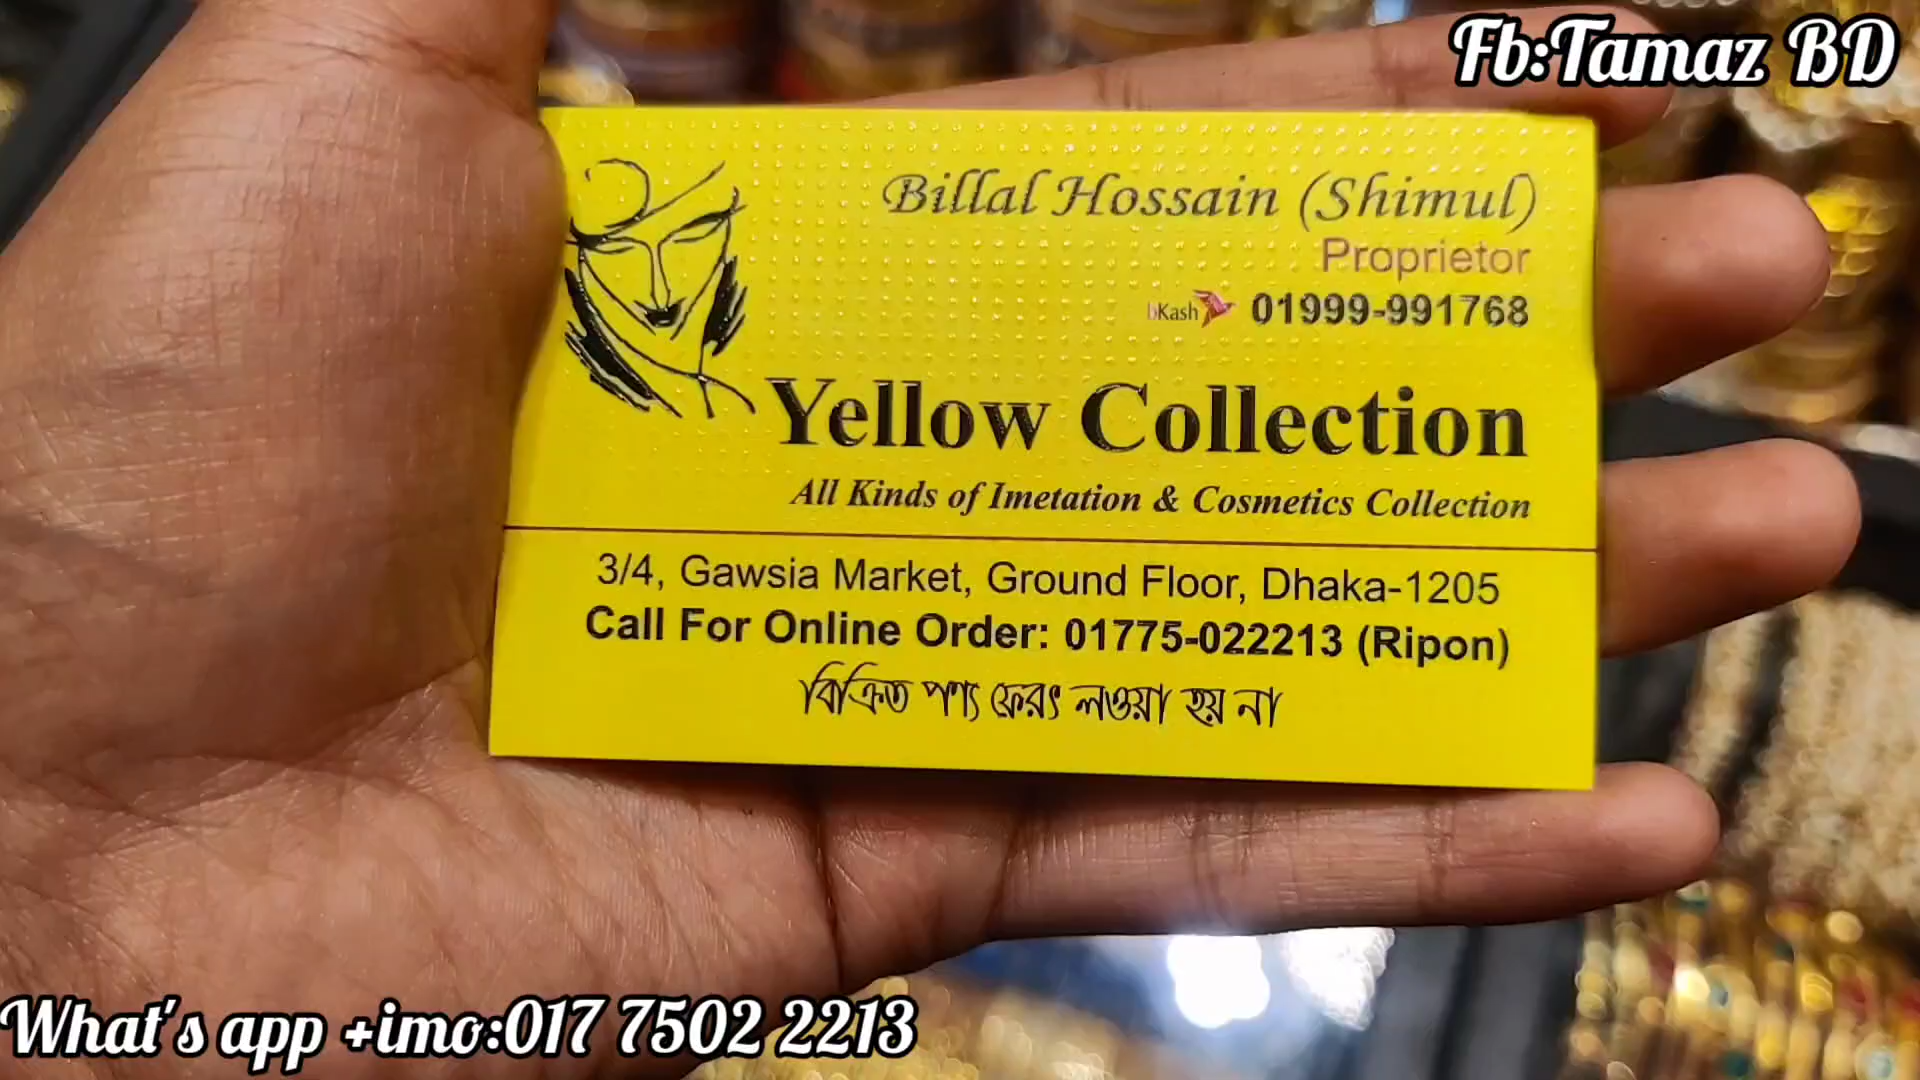 Fb:Tamaz BD
Billal Hossain (Shimul)
Proprietor
bKash 01999-991768
Yellow Collection
All Kinds of Imetation & Cosmetics Collection
3/4, Gawsia Market, Ground Floor, Dhaka-1205
Call For Online Order: 01775-022213 (Ripon)
বিক্রিত পণ্য ফেরৎ লওয়া হয় না
What's app +imo:017 7502 2213